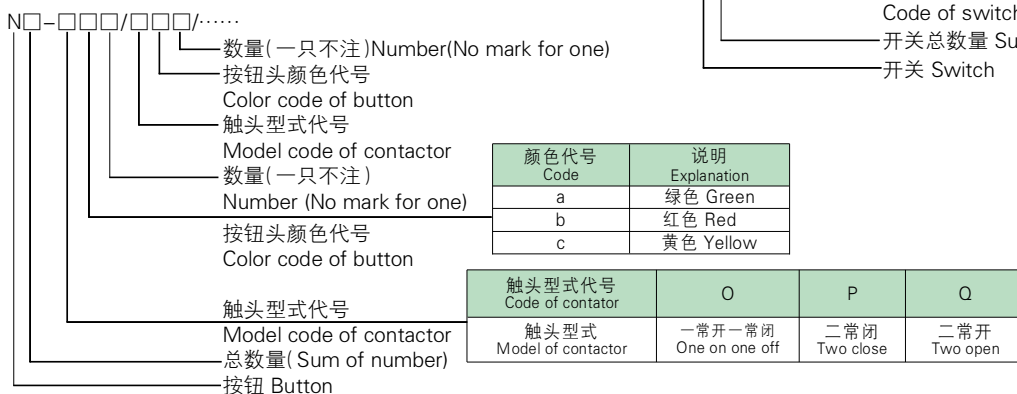 N□-□□□/□□□/……
Code of switch
开关总数量 Su
开关 Switch
数量(一只不注)Number(No mark for one)
按钮头颜色代号
Color code of button
触头型式代号
Model code of contactor
数量(一只不注)
Number (No mark for one)
按钮头颜色代号
Color code of button
触头型式代号
Model code of contactor
总数量(Sum of number)
按钮 Button
颜色代号 说明
Code Explanation
a 绿色 Green
b 红色 Red
c 黄色 Yellow
触头型式代号 O P Q
Code of contator
触头型式 一常开一常闭 二常闭 二常开
Model of contactor One on one off Two close Two open